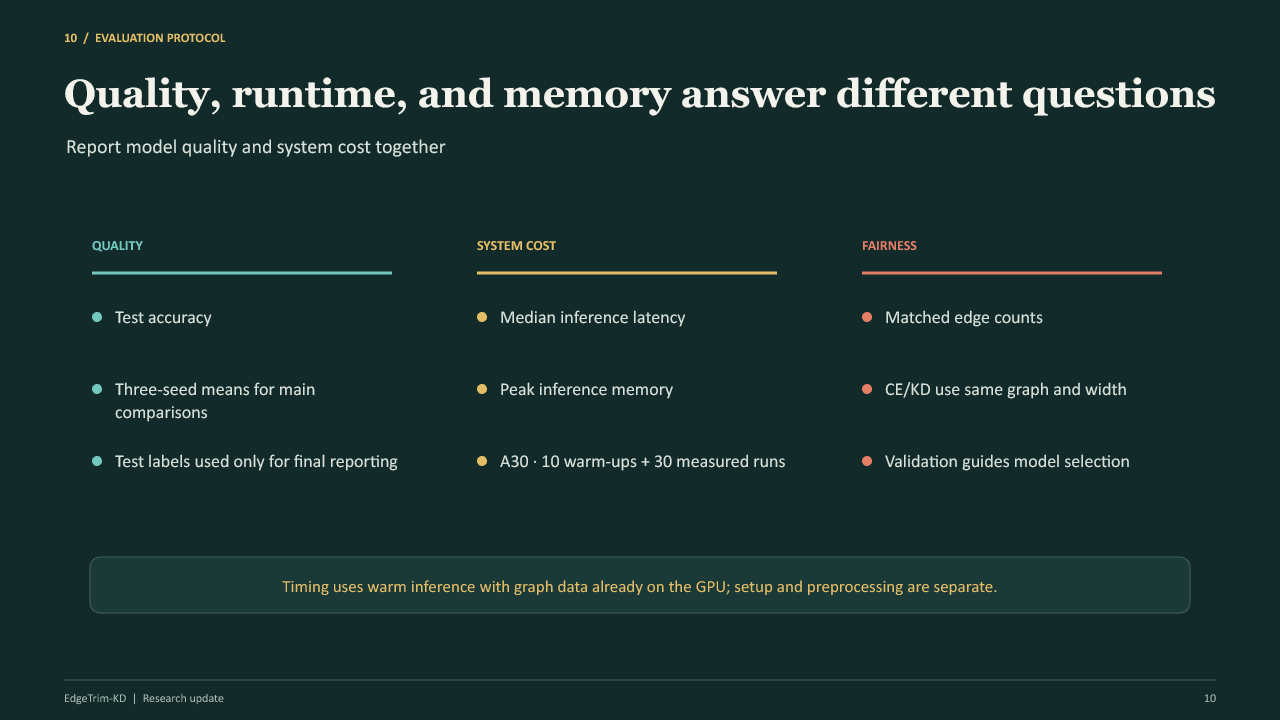 10 / EVALUATION PROTOCOL
Quality, runtime, and memory answer different questions
Report model quality and system cost together
QUALITY
Test accuracy
Three-seed means for main
comparisons
Test labels used only for final reporting
SYSTEM COST
Median inference latency
Peak inference memory
A30 · 10 warm-ups + 30 measured runs
FAIRNESS
Matched edge counts
CE/KD use same graph and width
Validation guides model selection
Timing uses warm inference with graph data already on the GPU; setup and preprocessing are separate.
EdgeTrim-KD | Research update
10